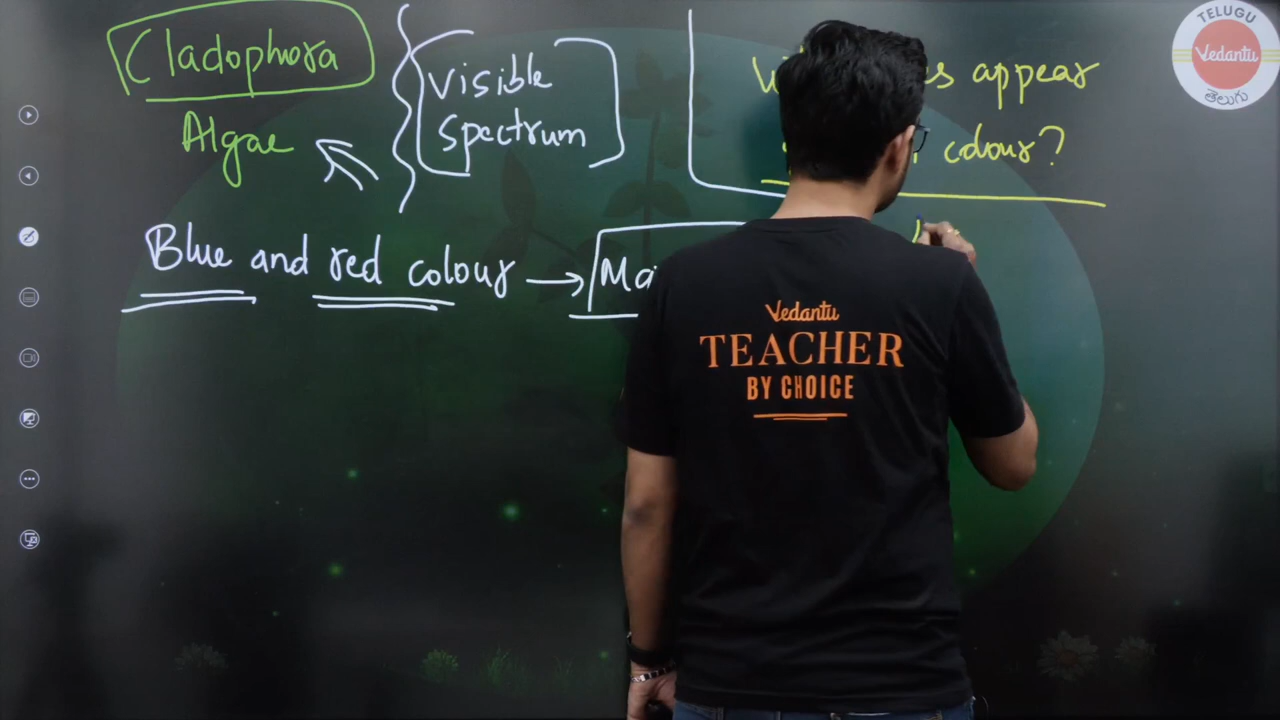 Cladophora
Algae
Visible
Spectrum
appear
colour?
Blue and red colour →
TELUGU
Vedantu
తెలుగు
Vedantu
TEACHER
BY CHOICE